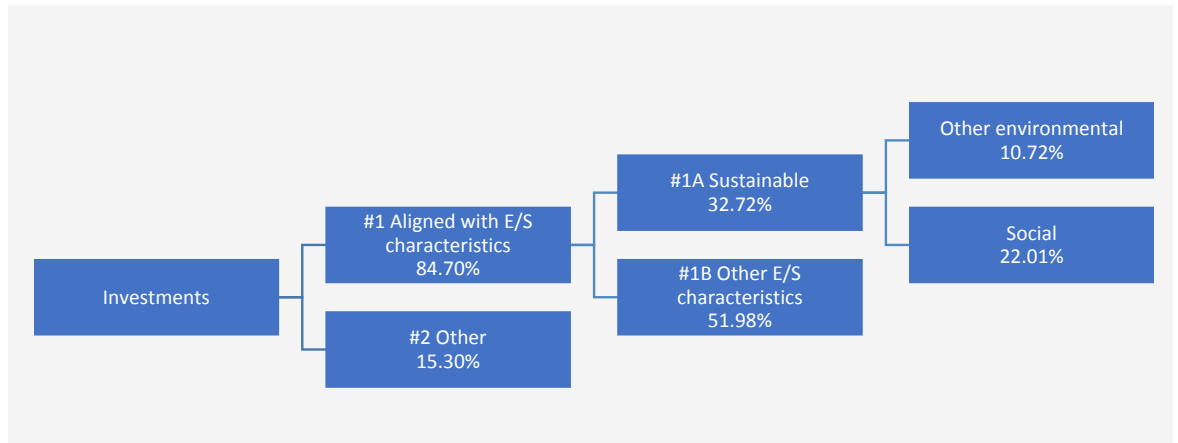 Investments
#1 Aligned with E/S
characteristics
84.70%
#2 Other
15.30%
#1A Sustainable
32.72%
#1B Other E/S
characteristics
51.98%
Other environmental
10.72%
Social
22.01%